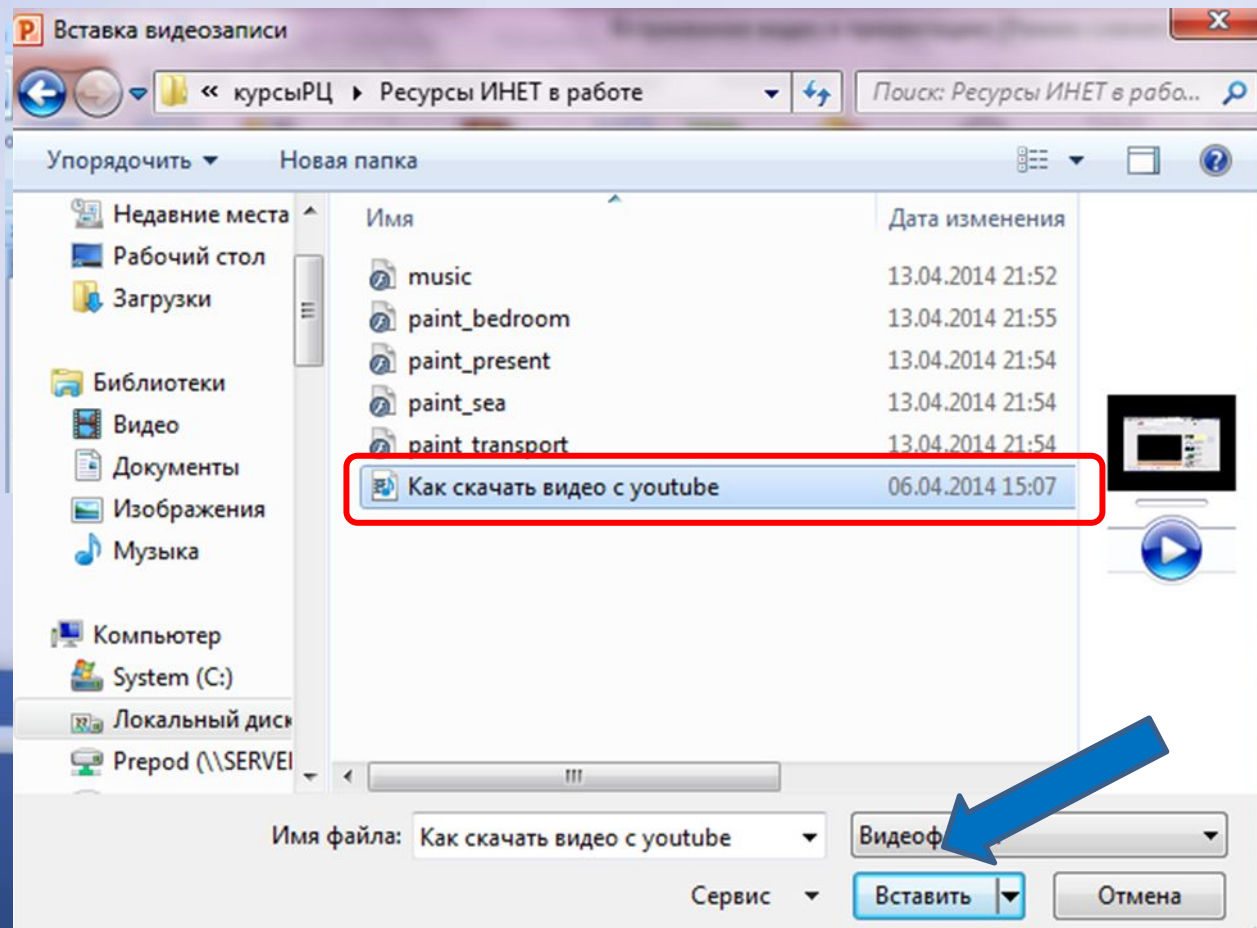 Вставка видеозаписи
« курсыРЦ ▸ Ресурсы ИНЕТ в работе
Поиск: Ресурсы ИНЕТ в рабо...
Упорядочить ▾ Новая папка
Имя Дата изменения
Недавние места
Рабочий стол
Загрузки
Библиотеки
Видео
Документы
Изображения
Музыка
Компьютер
System (C:)
Локальный диск
Prepod (\\SERVEI
music 13.04.2014 21:52
paint_bedroom 13.04.2014 21:55
paint_present 13.04.2014 21:54
paint_sea 13.04.2014 21:54
paint_transport 13.04.2014 21:54
Как скачать видео с youtube 06.04.2014 15:07
Имя файла: Как скачать видео с youtube
Сервис
Вставить
Отмена